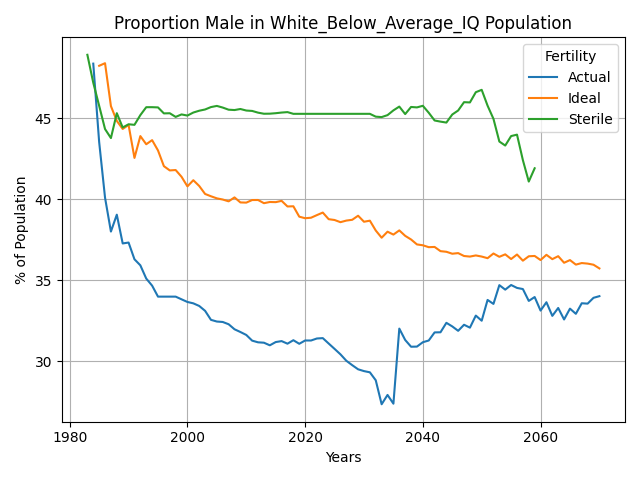 Proportion Male in White_Below_Average_IQ Population
Fertility
Actual
Ideal
Sterile
% of Population
45
40
35
30
1980
2000
2020
2040
2060
Years